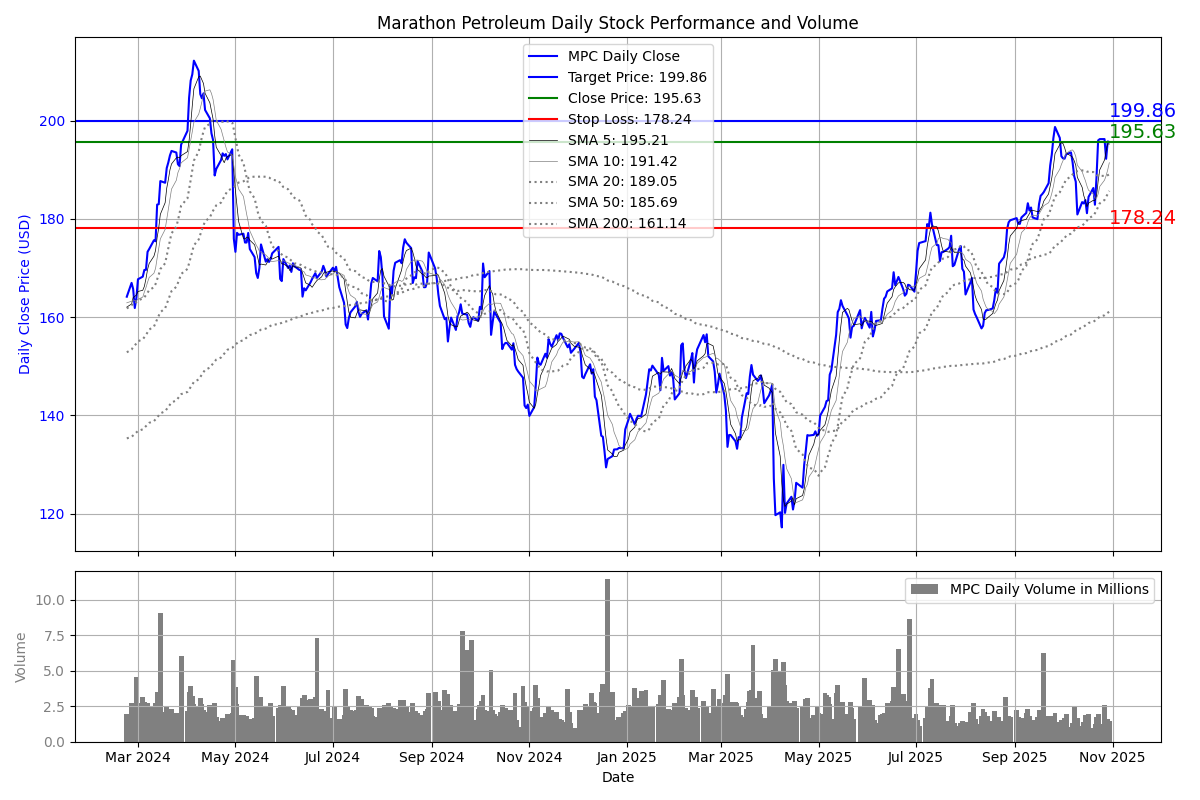 Marathon Petroleum Daily Stock Performance and Volume
MPC Daily Close
Target Price: 199.86
Close Price: 195.63
Stop Loss: 178.24
SMA 5: 195.21
SMA 10: 191.42
SMA 20: 189.05
SMA 50: 185.69
SMA 200: 161.14
199.86
195.63
178.24
Daily Close Price (USD)
200
180
160
140
120
MPC Daily Volume in Millions
Volume
10.0
7.5
5.0
2.5
0.0
Mar 2024 May 2024 Jul 2024 Sep 2024 Nov 2024 Jan 2025 Mar 2025 May 2025 Jul 2025 Sep 2025 Nov 2025
Date